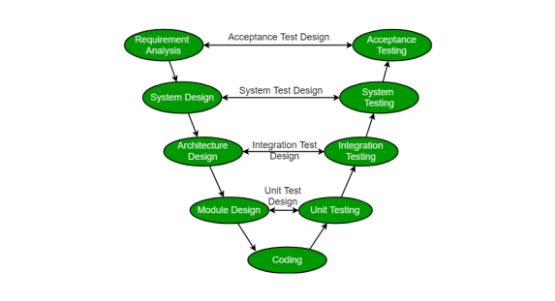 Requirement
Analysis
Acceptance Test Design
Acceptance
Testing
System Design
System Test Design
System
Testing
Architecture
Design
Integration Test
Design
Integration
Testing
Module Design
Unit Test
Design
Unit Testing
Coding